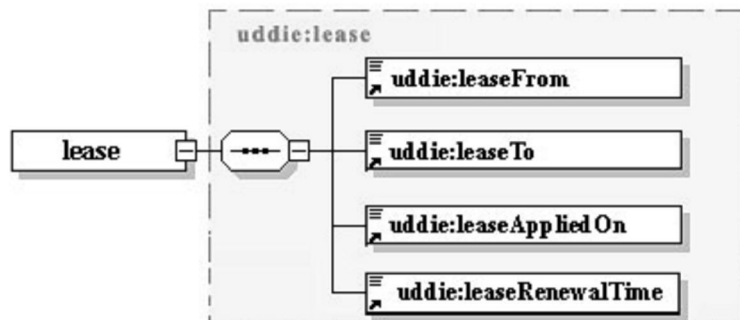 uddie:lease
uddie:leaseFrom
lease
uddie:leaseTo
uddie:leaseAppliedOn
uddie:leaseRenewalTime